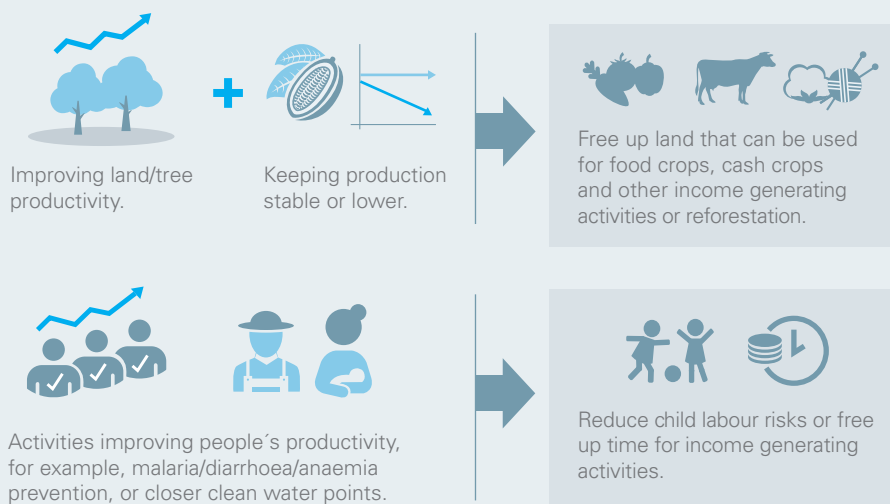 Improving land/tree
productivity.
Keeping production
stable or lower.
Free up land that can be used
for food crops, cash crops
and other income generating
activities or reforestation.
Activities improving people´s productivity,
for example, malaria/diarrhoea/anaemia
prevention, or closer clean water points.
Reduce child labour risks or free
up time for income generating
activities.